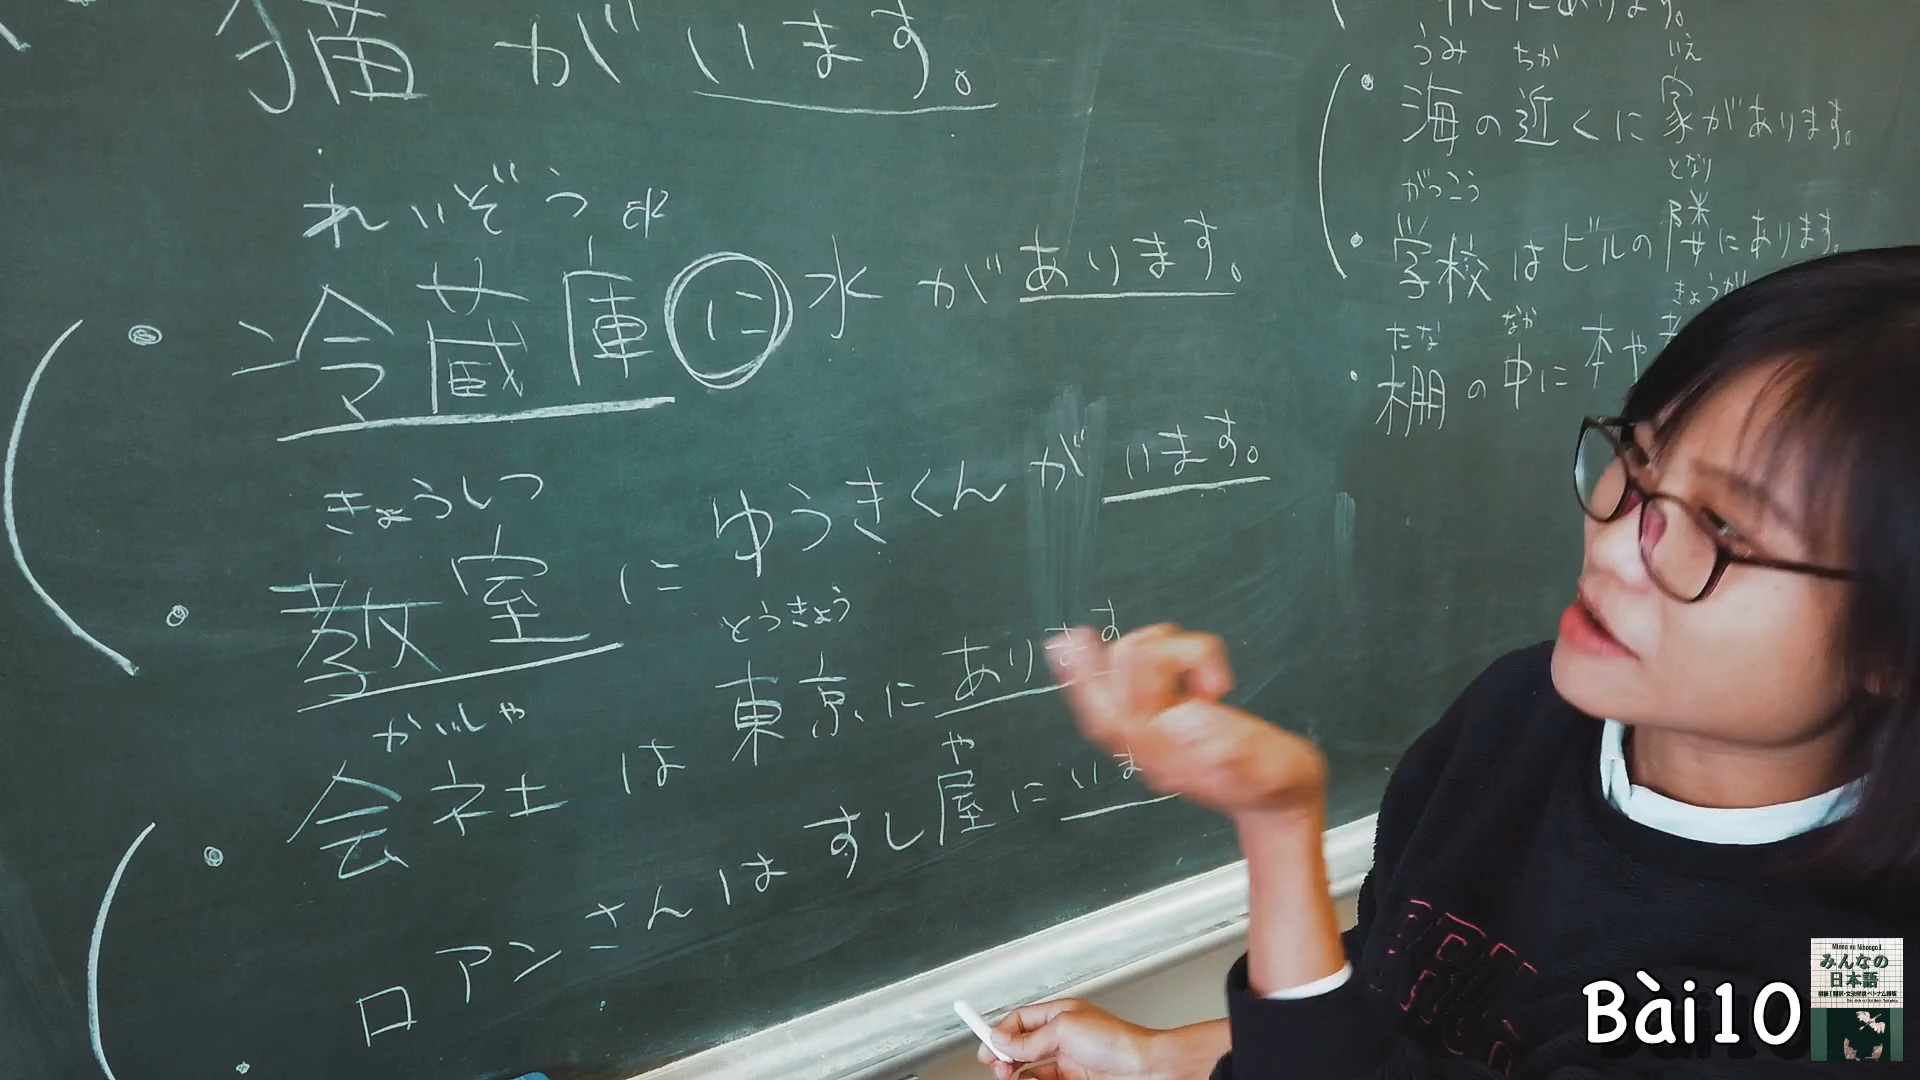 猫がいます。
れいぞうこ
冷蔵庫に水があります。
きょうしつ
教室にゆうきくんがいます。
とうきょう
かいしゃ
会社は東京にあります
や
ロアンさんはすし屋にいま
うみ ちか いえ
海の近くに家があります。
がっこう となり
学校はビルの隣にあります。
たな なか
棚の中に本や
Bài10
Minna no Nihongo I
みんなの
日本語